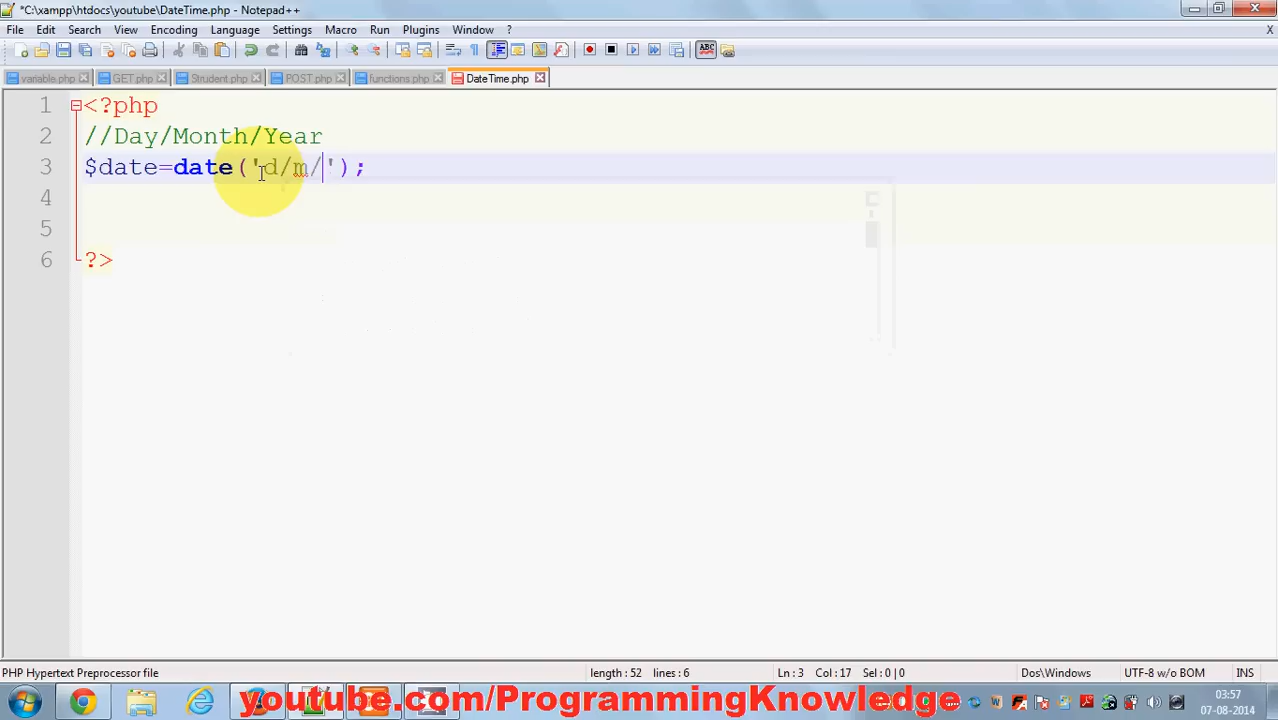 *C:\xampp\htdocs\youtube\DateTime.php - Notepad++
File Edit Search View Encoding Language Settings Macro Run Plugins Window ? X
ABC
variable.php GET.php Strudent.php POST.php functions.php DateTime.php
1 <?php
2 //Day/Month/Year
3 $date=date('d/m/');
4
5
6 ?>
PHP Hypertext Preprocessor file length : 52 lines : 6 Ln : 3 Col : 17 Sel : 0 | 0 Dos\Windows UTF-8 w/o BOM INS
youtube.com/ProgrammingKnowledge
03:57
07-08-2014